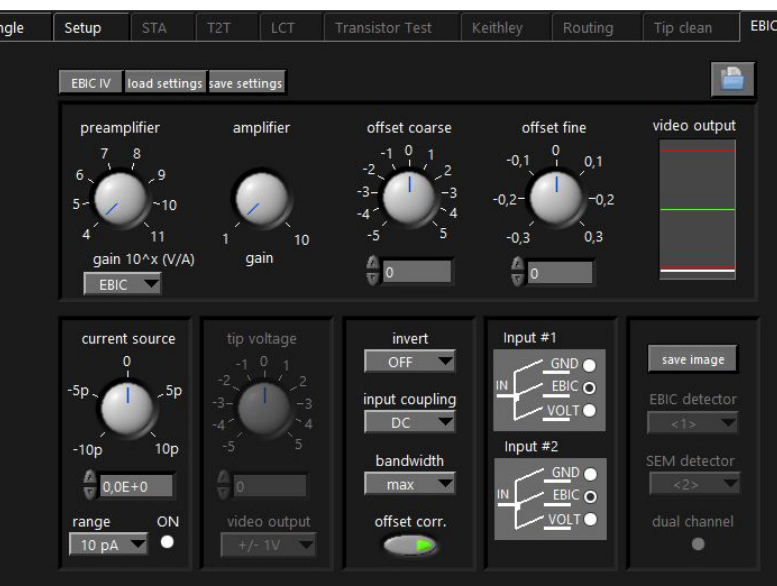 ngle Setup STA T2T LCT Transistor Test Keithley Routing Tip clean EBIC
EBIC IV load settings save settings
preamplifier
7 8
6 9
5 10
4 11
gain 10^x (V/A)
EBIC
amplifier
1 10
gain
offset coarse
-1 0 1
-2 2
-3 3
-4 4
-5 5
0
offset fine
0
-0,1 0,1
-0,2 0,2
-0,3 0,3
0
video output
current source
0
-5p 5p
-10p 10p
0,0E+0
range ON
10 pA
tip voltage
-1 0 1
-2 2
-3 3
-4 4
-5 5
0
video output
+/- 1V
invert
OFF
input coupling
DC
bandwidth
max
offset corr.
Input #1
GND
IN EBIC
VOLT
Input #2
GND
IN EBIC
VOLT
save image
EBIC detector
<1>
SEM detector
<2>
dual channel